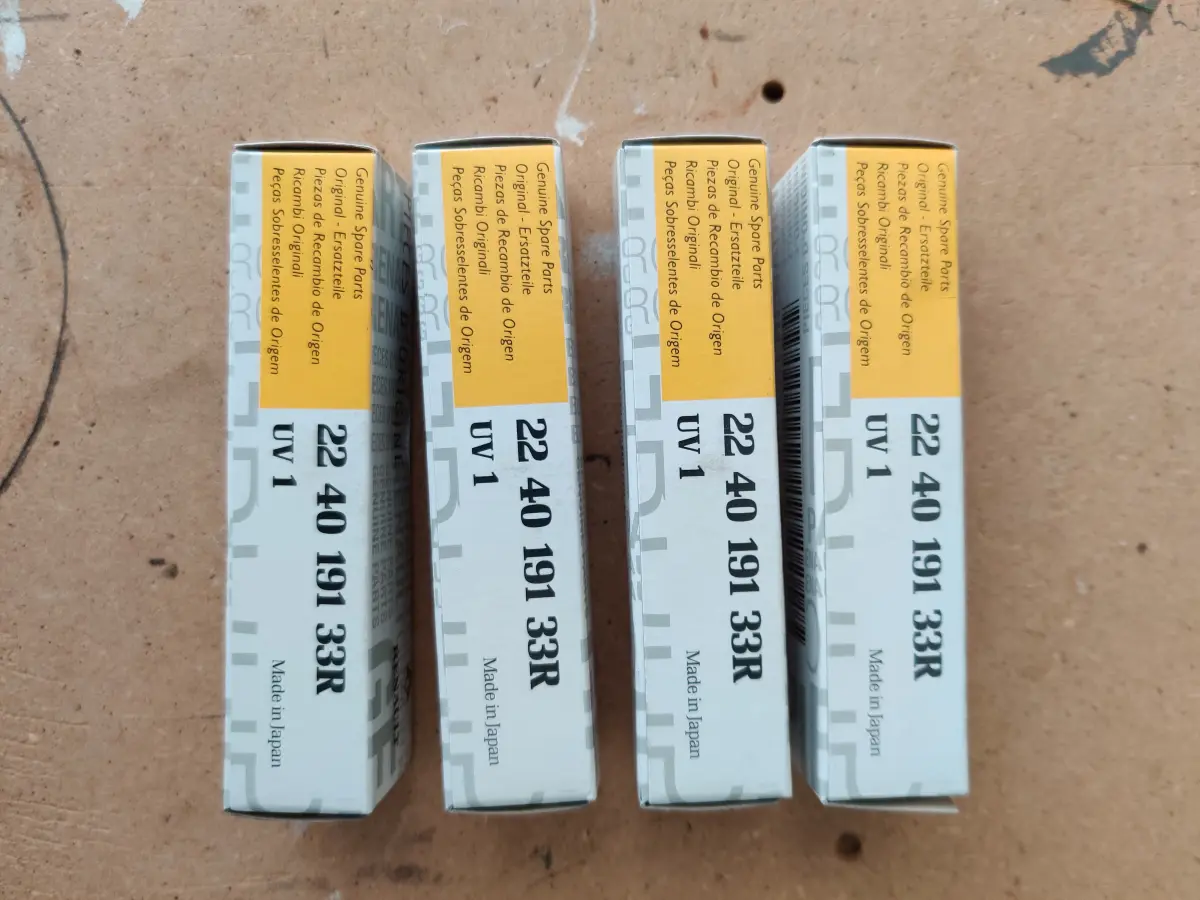 Genuine Spare Parts
Original - Ersatzteile
Piezas de Recambio de Origen
Ricambi Originali
Peças Sobresselentes de Origem
22 40 191 33R
UV 1
Made in Japan
Genuine Spare Parts
Original - Ersatzteile
Piezas de Recambio de Origen
Ricambi Originali
Peças Sobresselentes de Origem
22 40 191 33R
UV 1
Made in Japan
Genuine Spare Parts
Original - Ersatzteile
Piezas de Recambio de Origen
Ricambi Originali
Peças Sobresselentes de Origem
22 40 191 33R
UV 1
Made in Japan
Genuine Spare Parts
Original - Ersatzteile
Piezas de Recambio de Origen
Ricambi Originali
Peças Sobresselentes de Origem
22 40 191 33R
UV 1
Made in Japan